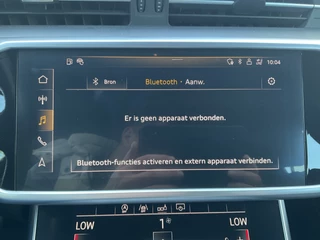 10:04
Bron
Bluetooth - Aanw.
Er is geen apparaat verbonden.
Bluetooth-functies activeren en extern apparaat verbinden.
LOW
1
LOW